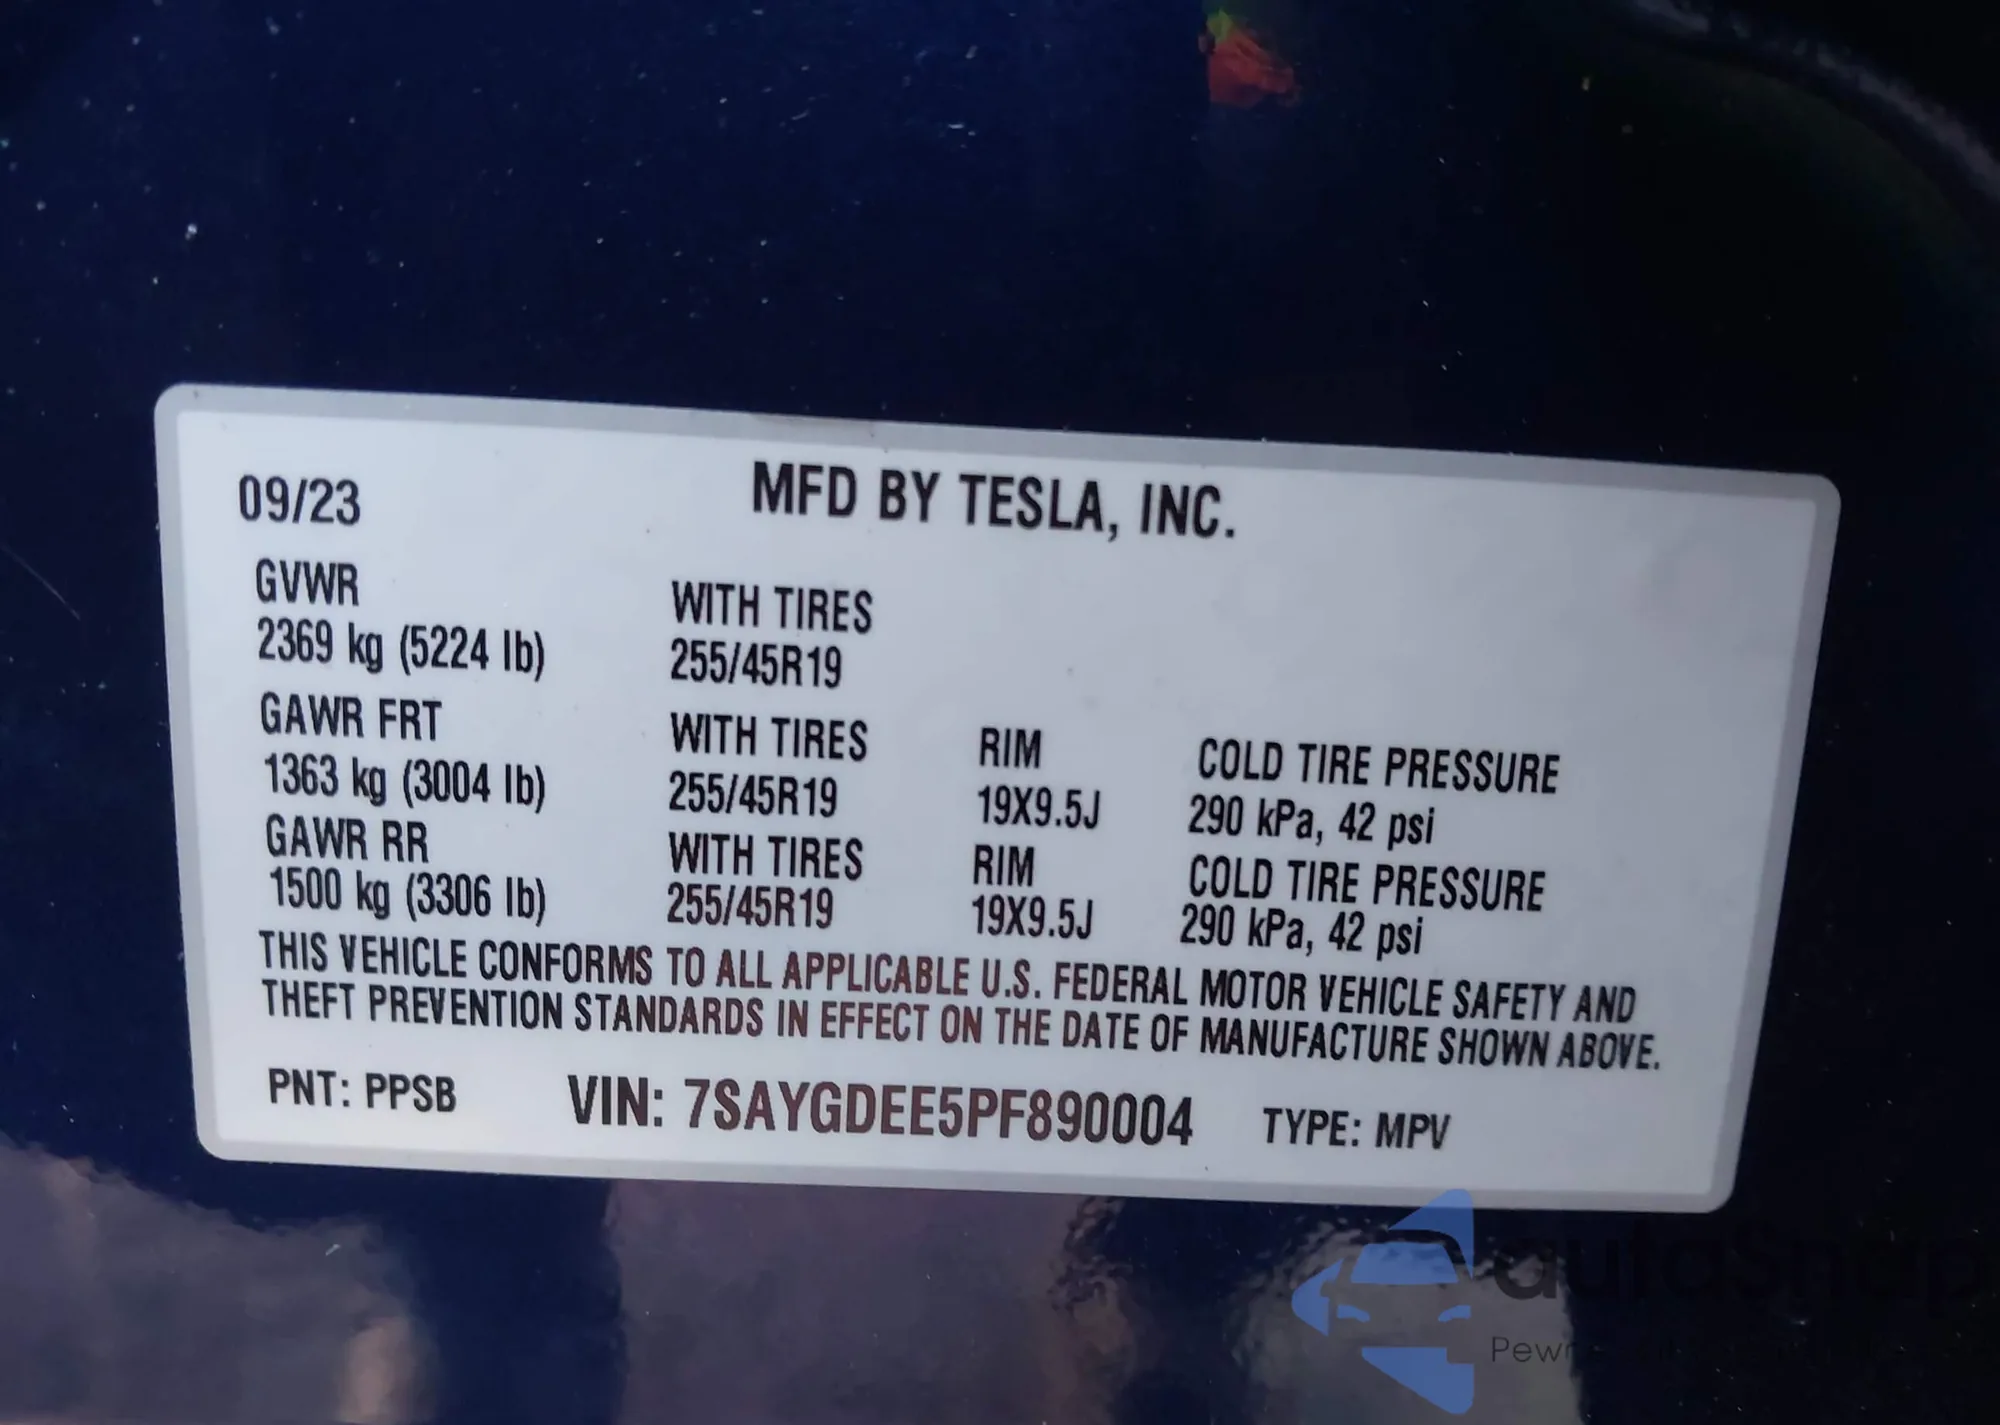 09/23 MFD BY TESLA, INC.
GVWR WITH TIRES
2369 kg (5224 lb) 255/45R19
GAWR FRT WITH TIRES RIM COLD TIRE PRESSURE
1363 kg (3004 lb) 255/45R19 19X9.5J 290 kPa, 42 psi
GAWR RR WITH TIRES RIM COLD TIRE PRESSURE
1500 kg (3306 lb) 255/45R19 19X9.5J 290 kPa, 42 psi
THIS VEHICLE CONFORMS TO ALL APPLICABLE U.S. FEDERAL MOTOR VEHICLE SAFETY AND
THEFT PREVENTION STANDARDS IN EFFECT ON THE DATE OF MANUFACTURE SHOWN ABOVE.
PNT: PPSB VIN: 7SAYGDEE5PF890004 TYPE: MPV
autosnap